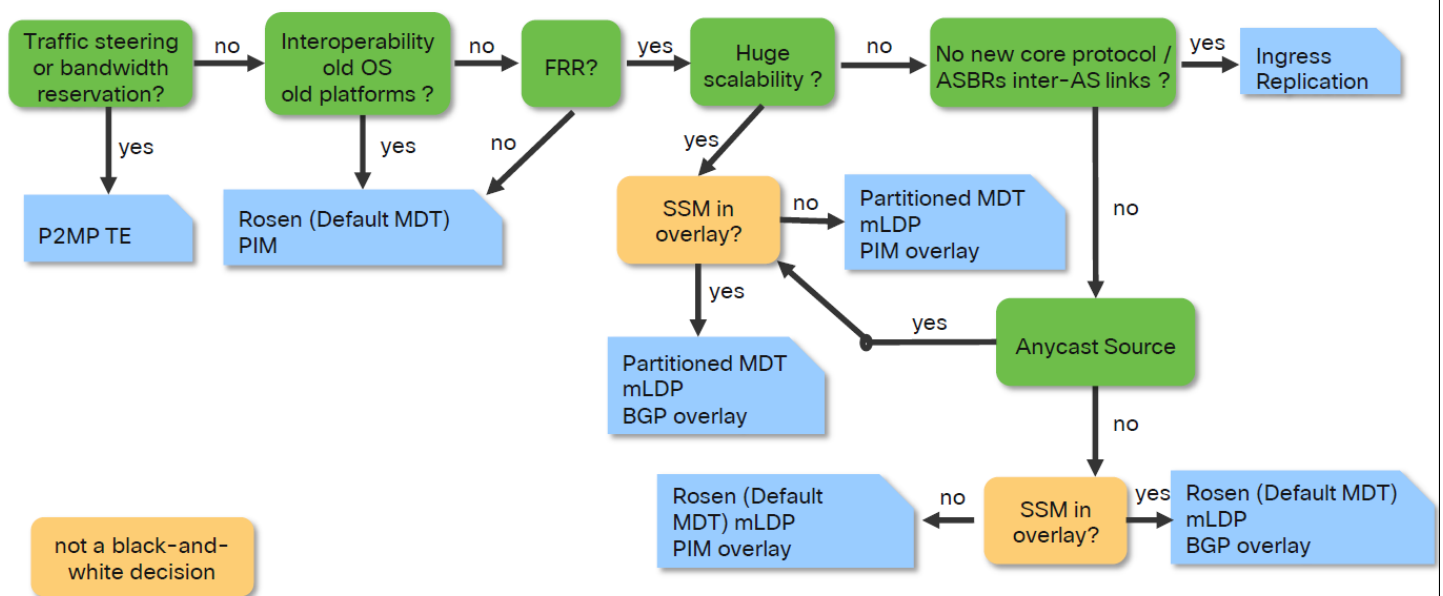 Traffic steering
or bandwidth
reservation?
no
Interoperability
old OS
old platforms ?
no
FRR?
yes
Huge
scalability ?
no
No new core protocol /
ASBRs inter-AS links ?
yes
Ingress
Replication
yes
yes
no
yes
no
P2MP TE
Rosen (Default MDT)
PIM
SSM in
overlay?
no
Partitioned MDT
mLDP
PIM overlay
yes
yes
Anycast Source
Partitioned MDT
mLDP
BGP overlay
no
Rosen (Default
MDT) mLDP
PIM overlay
no
SSM in
overlay?
yes
Rosen (Default MDT)
mLDP
BGP overlay
not a black-and-
white decision